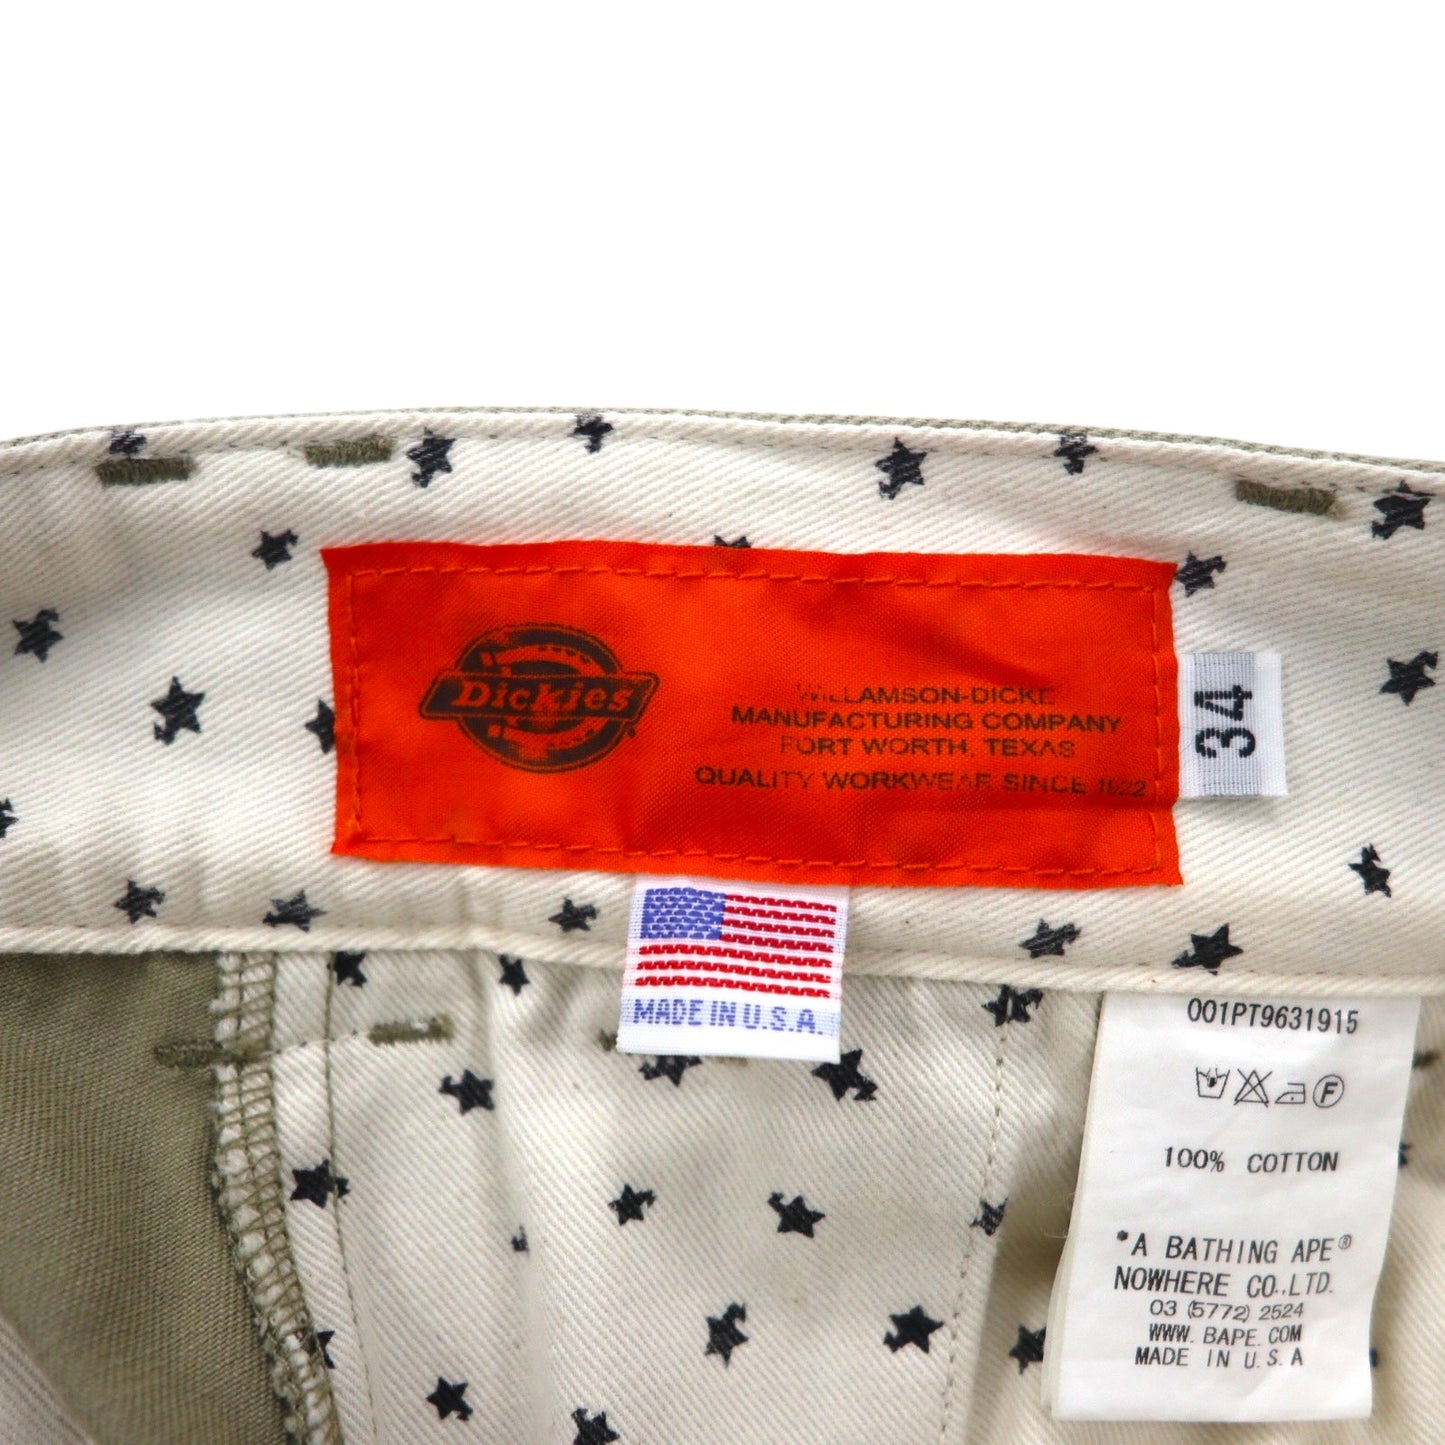 Dickies
WILLAMSON-DICKE
MANUFACTURING COMPANY
FORT WORTH, TEXAS
QUALITY WORKWEAR SINCE 1922
34
MADE IN U.S.A.
001PT9631915
F
100% COTTON
*A BATHING APE®
NOWHERE CO.,LTD.
03 (5772) 2524
WWW. BAPE. COM
MADE IN U.S.A